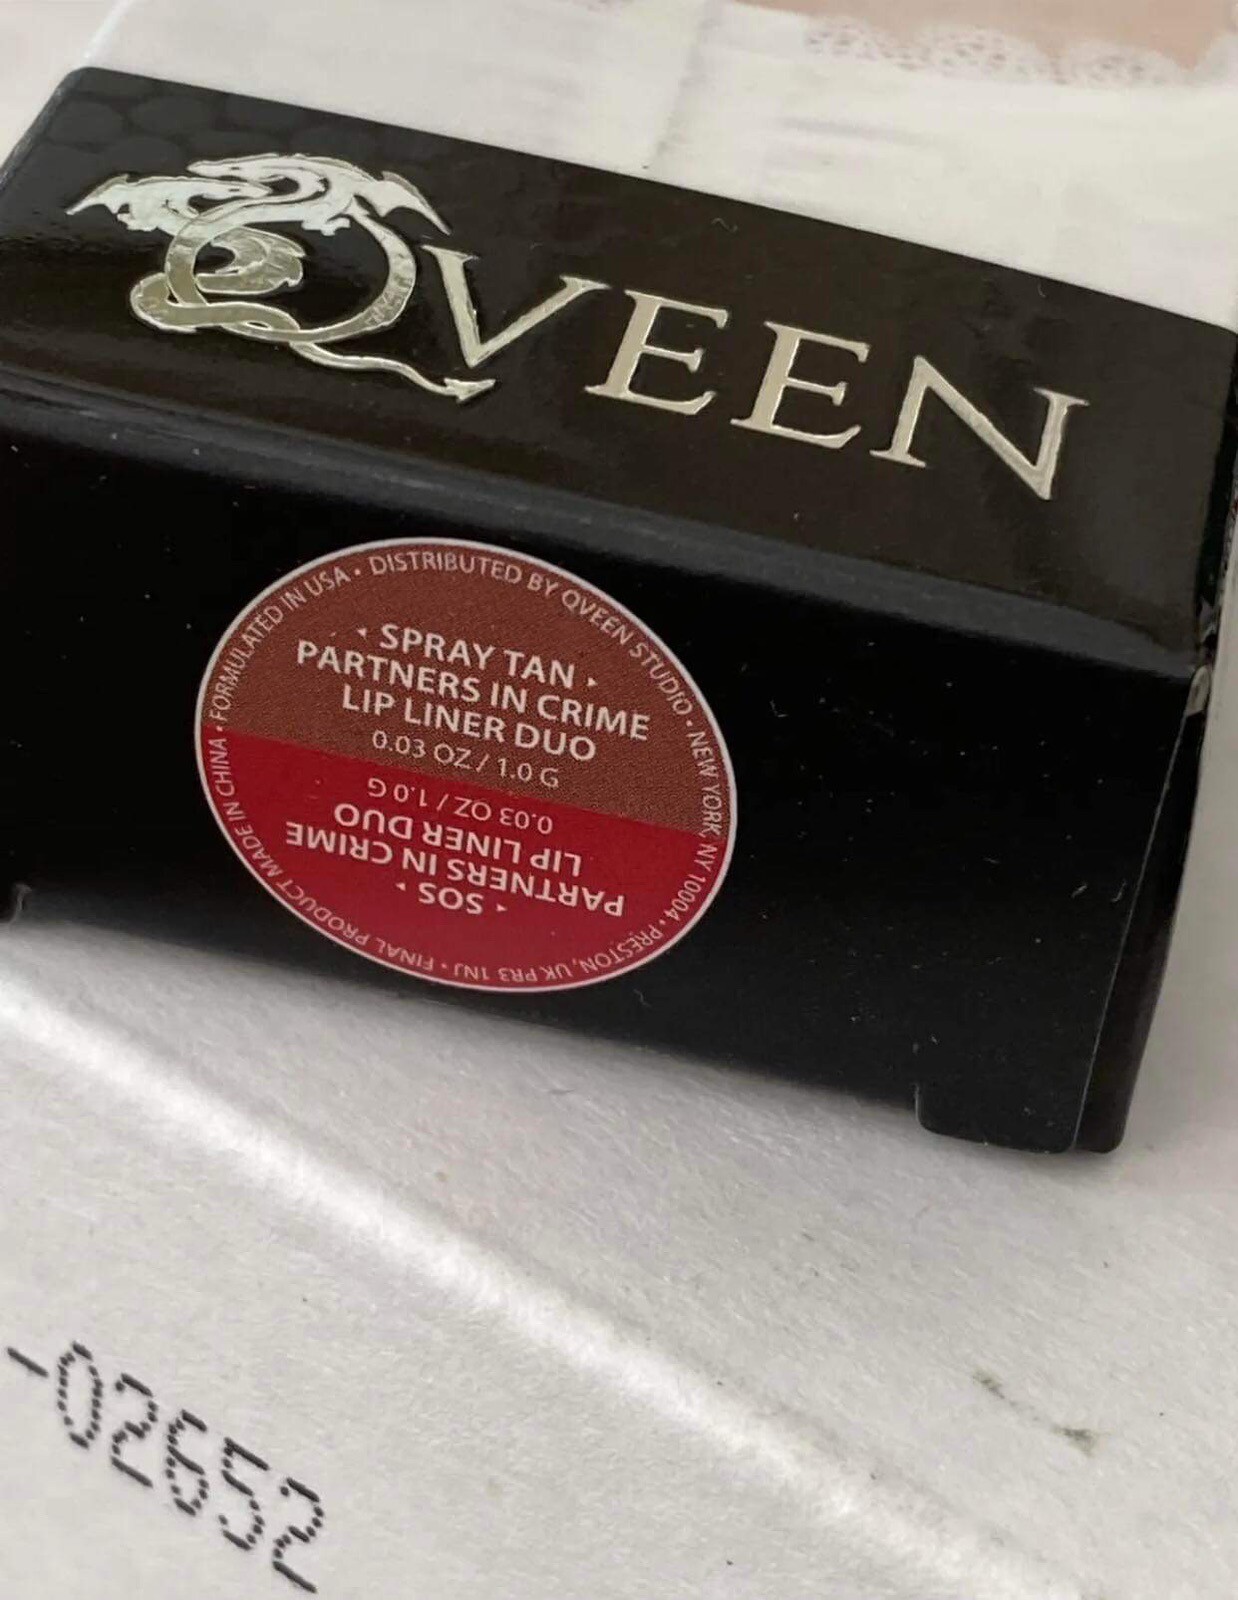 QVEEN
FORMULATED IN USA • DISTRIBUTED BY QVEEN STUDIO • NEW YORK, NY 10004 • PRESTON, UK PR3 1NJ • FINAL PRODUCT MADE IN CHINA •
SPRAY TAN
PARTNERS IN CRIME
LIP LINER DUO
0.03 OZ / 1.0 G
SOS
PARTNERS IN CRIME
LIP LINER DUO
0.03 OZ / 1.0 G